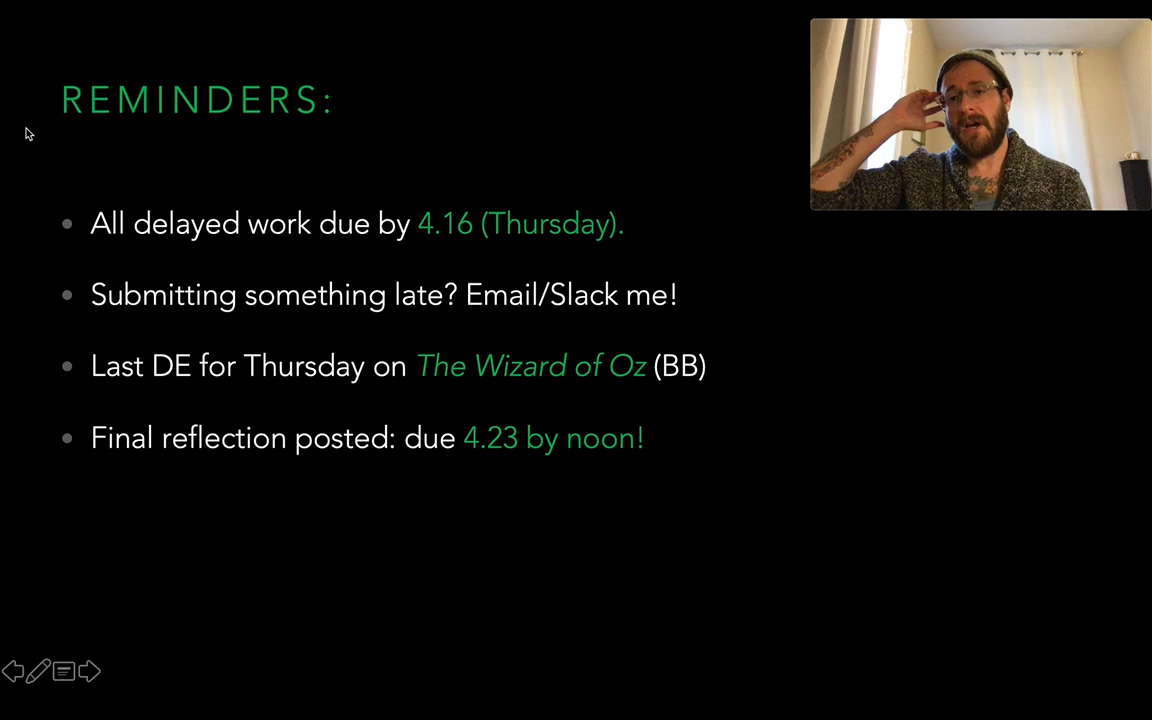 REMINDERS:
All delayed work due by 4.16 (Thursday).
Submitting something late? Email/Slack me!
Last DE for Thursday on The Wizard of Oz (BB)
Final reflection posted: due 4.23 by noon!